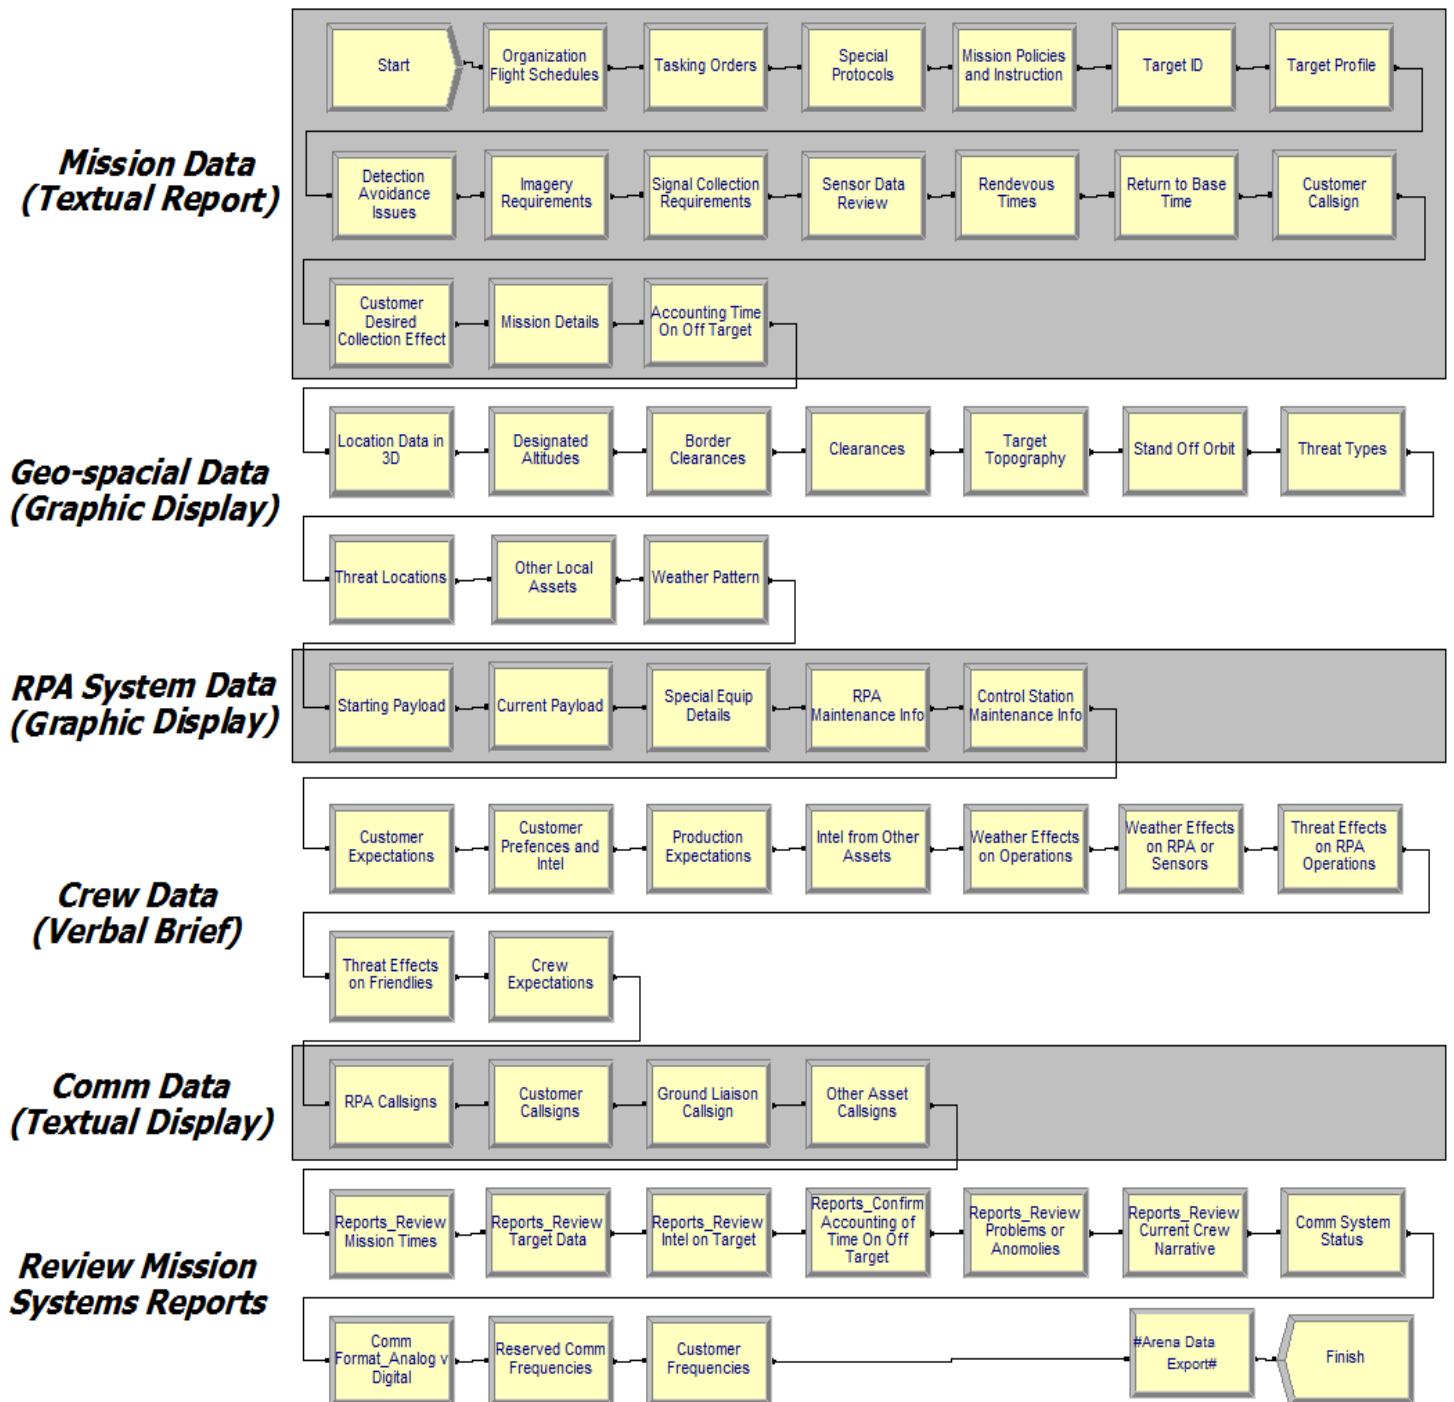 Mission Data
(Textual Report)
Start
Organization
Flight Schedules
Tasking Orders
Special
Protocols
Mission Policies
and Instruction
Target ID
Target Profile
Detection
Avoidance
Issues
Imagery
Requirements
Signal Collection
Requirements
Sensor Data
Review
Rendevous
Times
Return to Base
Time
Customer
Callsign
Customer
Desired
Collection Effect
Mission Details
Accounting Time
On Off Target
Geo-spacial Data
(Graphic Display)
Location Data in
3D
Designated
Altitudes
Border
Clearances
Clearances
Target
Topography
Stand Off Orbit
Threat Types
Threat Locations
Other Local
Assets
Weather Pattern
RPA System Data
(Graphic Display)
Starting Payload
Current Payload
Special Equip
Details
RPA
Maintenance Info
Control Station
Maintenance Info
Crew Data
(Verbal Brief)
Customer
Expectations
Customer
Prefences and
Intel
Production
Expectations
Intel from Other
Assets
Weather Effects
on Operations
Weather Effects
on RPA or
Sensors
Threat Effects
on RPA
Operations
Threat Effects
on Friendlies
Crew
Expectations
Comm Data
(Textual Display)
RPA Callsigns
Customer
Callsigns
Ground Liaison
Callsign
Other Asset
Callsigns
Review Mission
Systems Reports
Reports_Review
Mission Times
Reports_Review
Target Data
Reports_Review
Intel on Target
Reports_Confirm
Accounting of
Time On Off
Target
Reports_Review
Problems or
Anomolies
Reports_Review
Current Crew
Narrative
Comm System
Status
Comm
Format_Analog v
Digital
Reserved Comm
Frequencies
Customer
Frequencies
#Arena Data
Export#
Finish